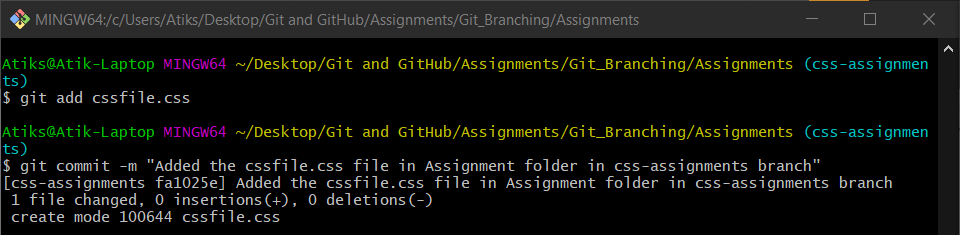 MINGW64:/c/Users/Atiks/Desktop/Git and GitHub/Assignments/Git_Branching/Assignments
Atiks@Atik-Laptop MINGW64 ~/Desktop/Git and GitHub/Assignments/Git_Branching/Assignments (css-assignmen
ts)
$ git add cssfile.css
Atiks@Atik-Laptop MINGW64 ~/Desktop/Git and GitHub/Assignments/Git_Branching/Assignments (css-assignmen
ts)
$ git commit -m "Added the cssfile.css file in Assignment folder in css-assignments branch"
[css-assignments fa1025e] Added the cssfile.css file in Assignment folder in css-assignments branch
 1 file changed, 0 insertions(+), 0 deletions(-)
 create mode 100644 cssfile.css